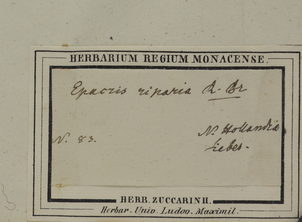 HERBARIUM REGIUM MONACENSE.
Epacris riparia R. Br
N. Hollandia
N. 83.
Sieber.
HERB. ZUCCARINII.
Herbar. Univ. Ludov. Maximil.